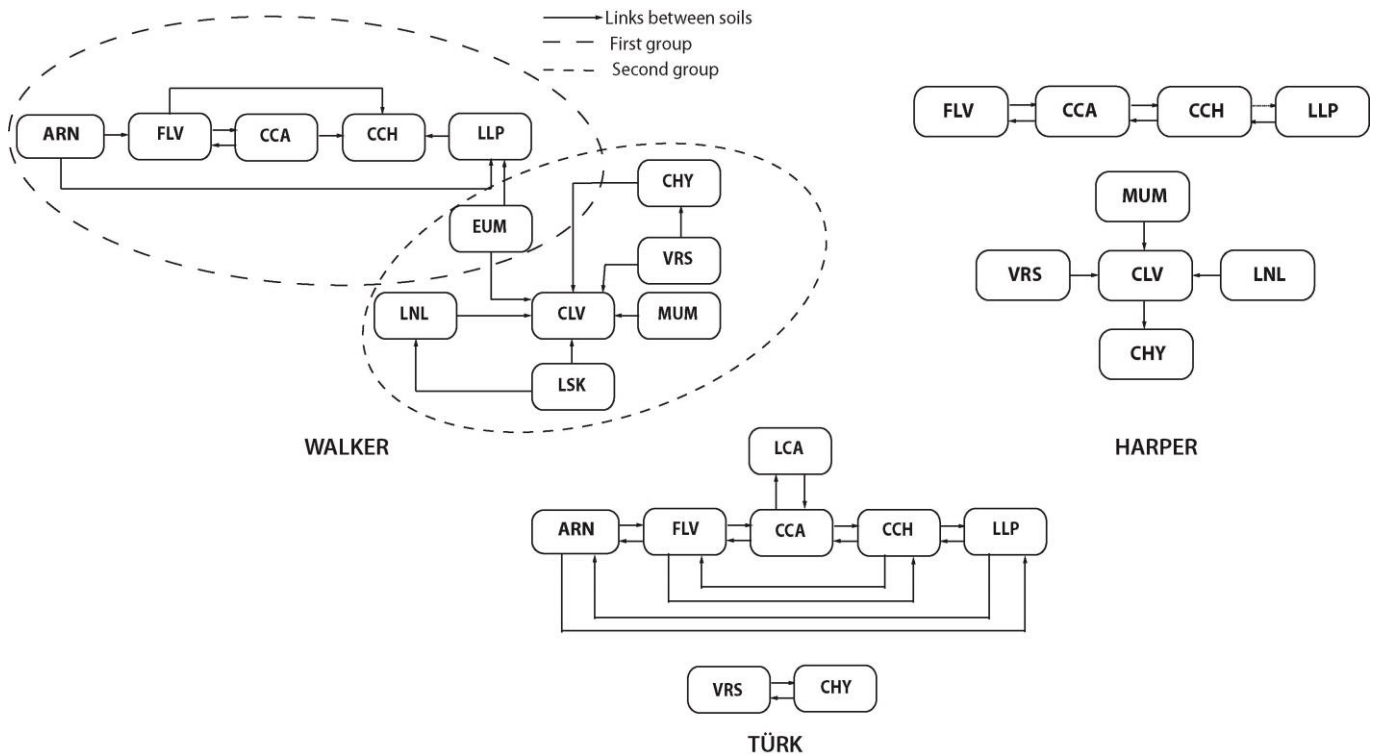 Links between soils
First group
Second group
ARN
FLV
CCA
CCH
LLP
EUM
CHY
VRS
LNL
CLV
MUM
LSK
WALKER
FLV
CCA
CCH
LLP
MUM
VRS
CLV
LNL
CHY
HARPER
LCA
ARN
FLV
CCA
CCH
LLP
VRS
CHY
TÜRK